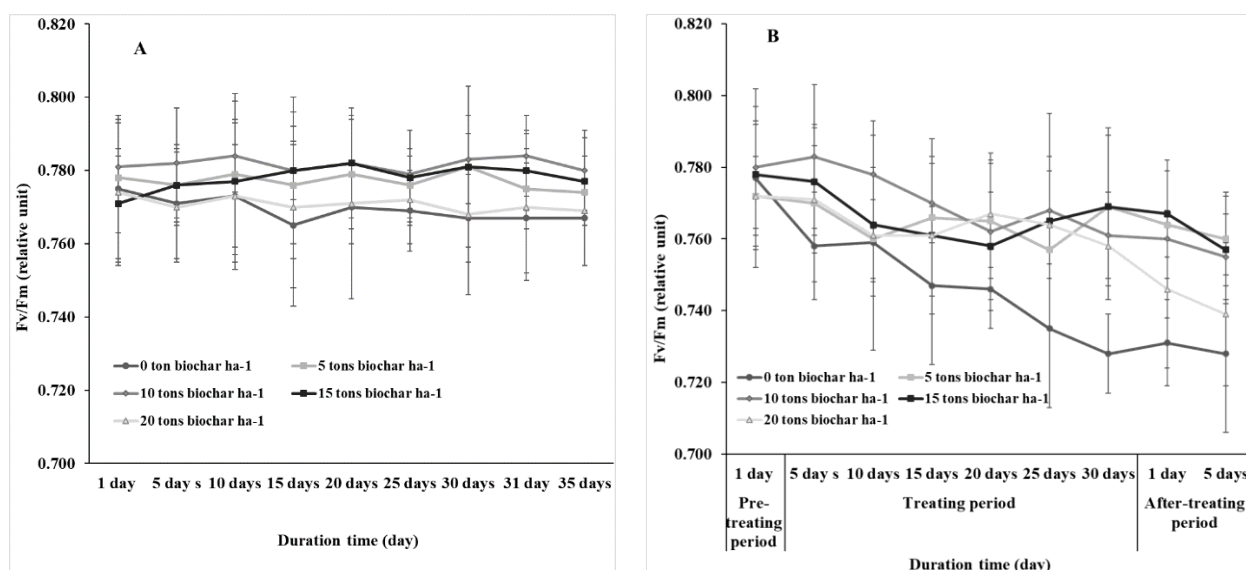 A
Fv/Fm (relative unit)
0.820
0.800
0.780
0.760
0.740
0.720
0.700
0 ton biochar ha-1
5 tons biochar ha-1
10 tons biochar ha-1
15 tons biochar ha-1
20 tons biochar ha-1
1 day 5 day s 10 days 15 days 20 days 25 days 30 days 31 day 35 days
Duration time (day)
B
Fv/Fm (relative unit)
0.820
0.800
0.780
0.760
0.740
0.720
0.700
0 ton biochar ha-1
5 tons biochar ha-1
10 tons biochar ha-1
15 tons biochar ha-1
20 tons biochar ha-1
1 day 5 day s 10 days 15 days 20 days 25 days 30 days 1 day 5 days
Pre-
treating
period
Treating period
After-treating
period
Duration time (day)